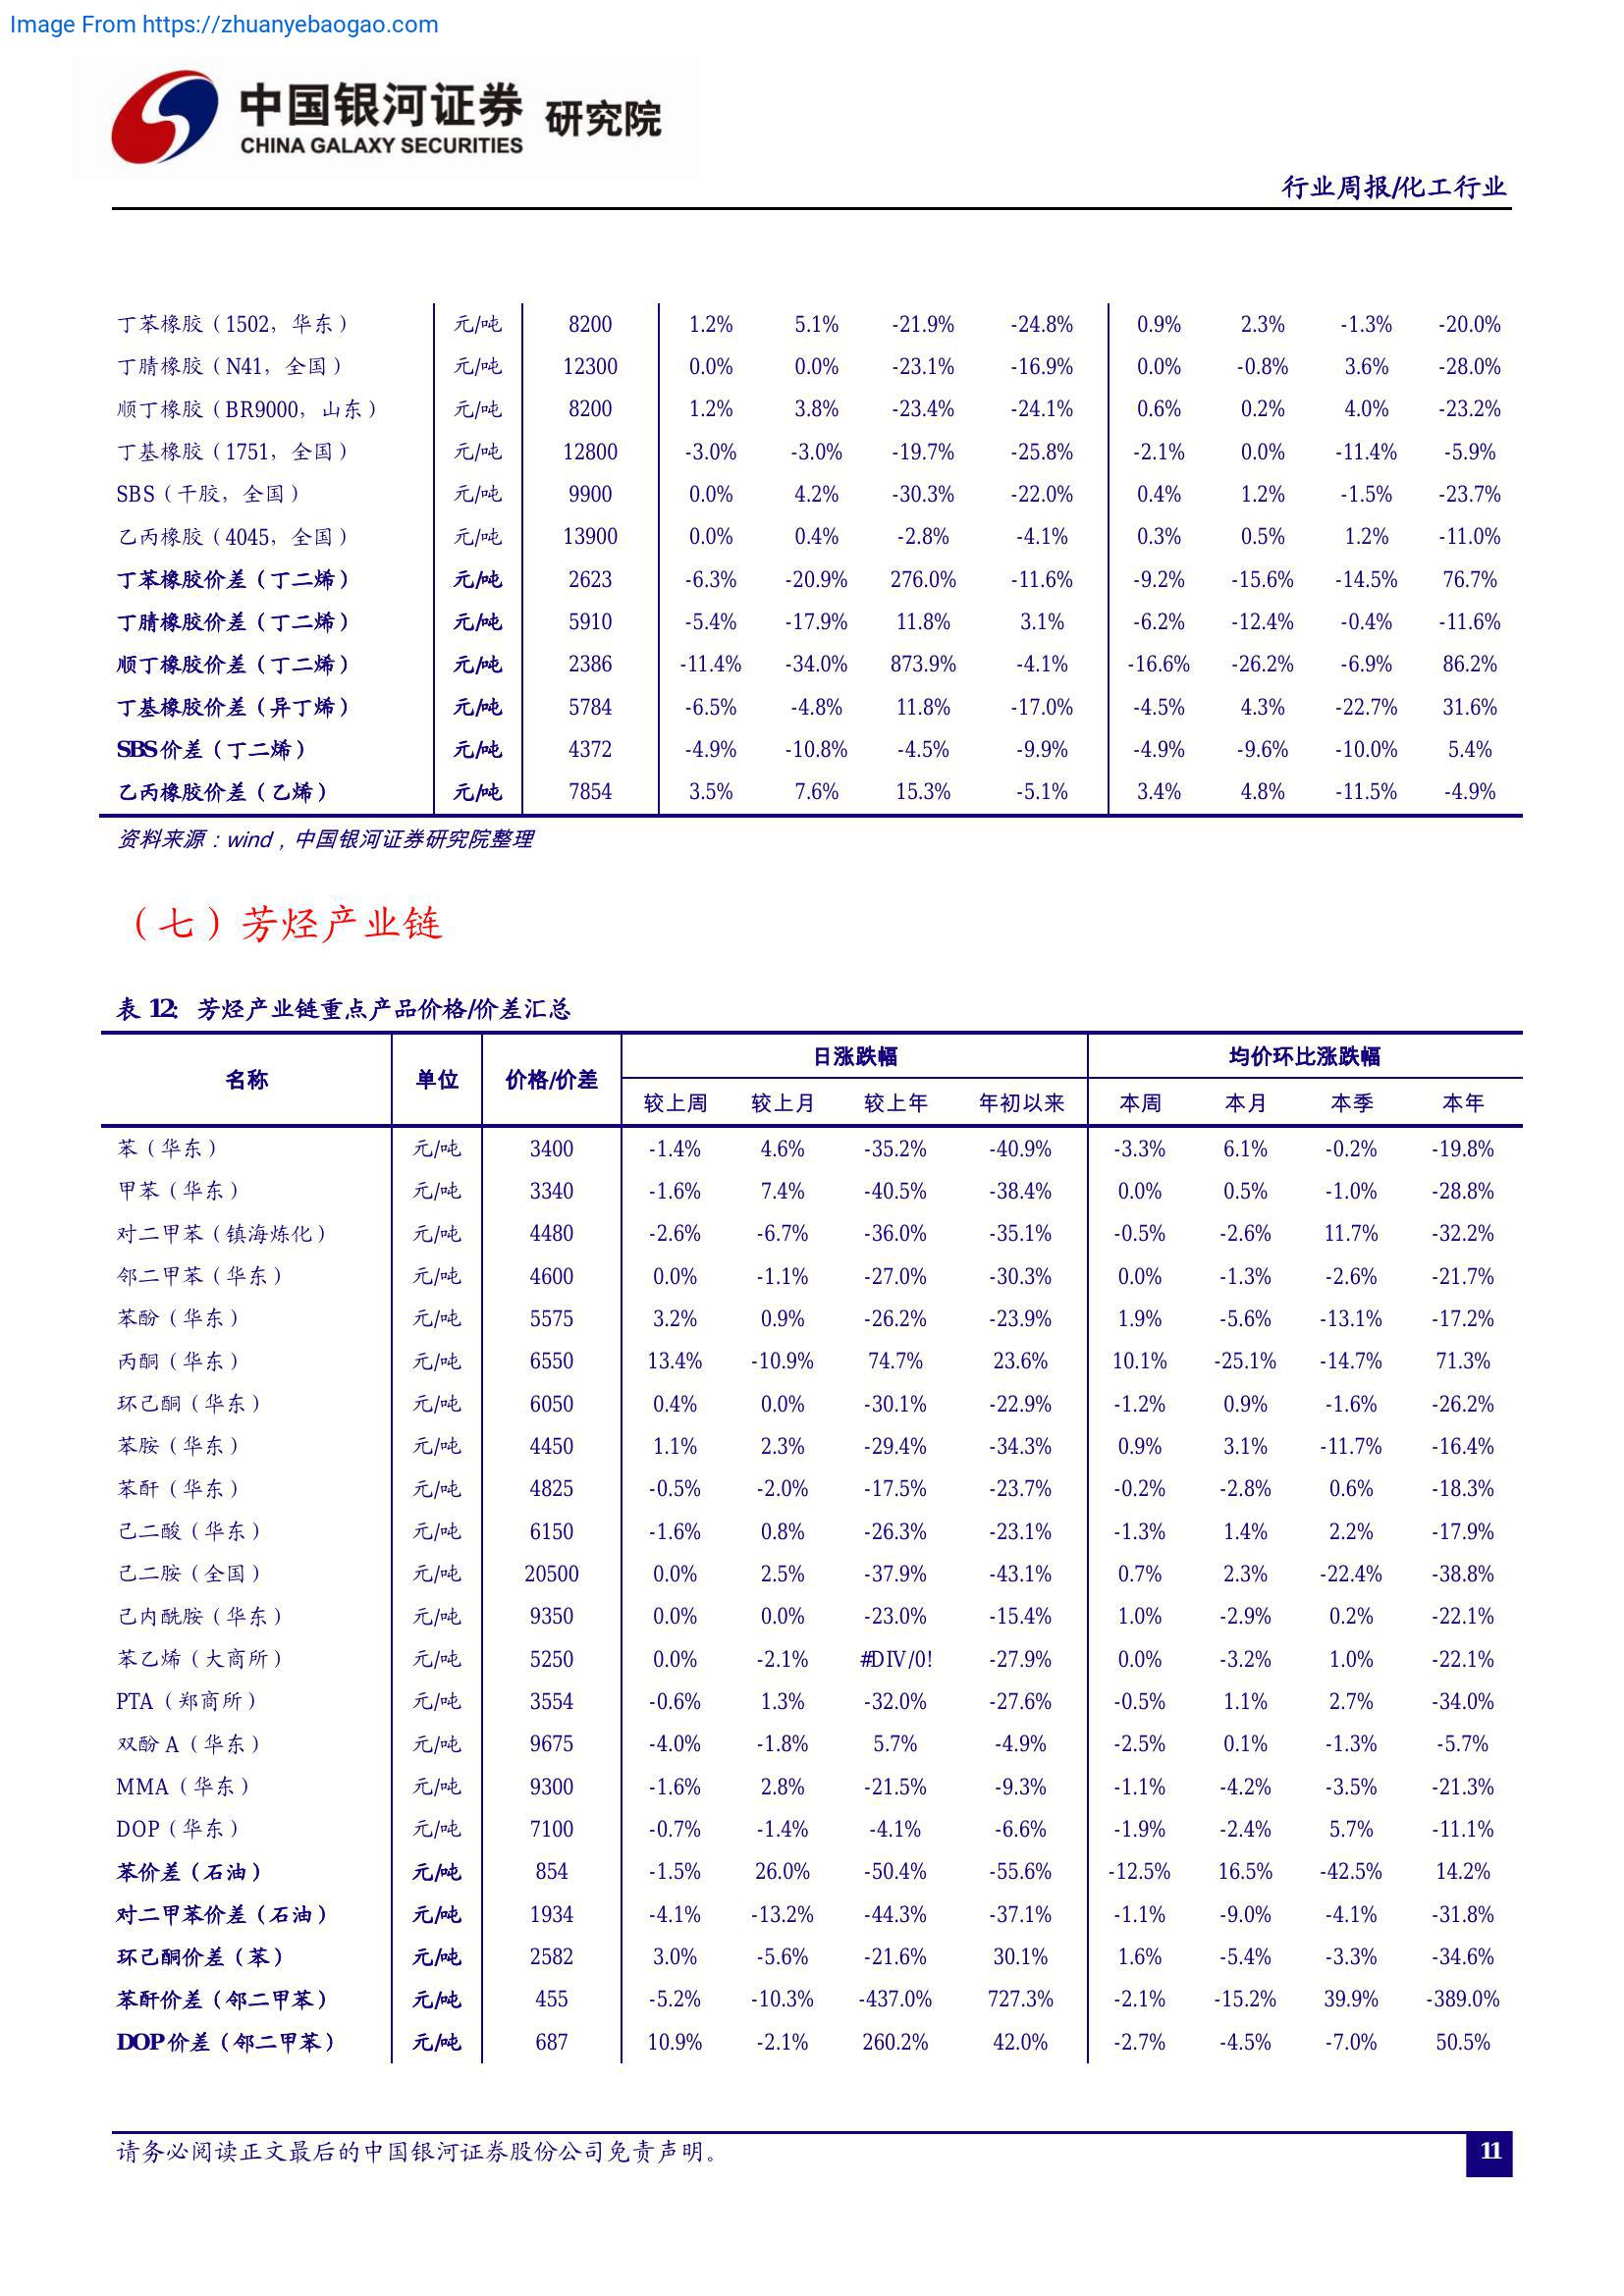 Image From https://zhuanyebaogao.com
中国银河证券 研究院
CHINA GALAXY SECURITIES
行业周报/化工行业
丁苯橡胶（1502，华东） 元/吨 8200 1.2% 5.1% -21.9% -24.8% 0.9% 2.3% -1.3% -20.0%
丁腈橡胶（N41，全国） 元/吨 12300 0.0% 0.0% -23.1% -16.9% 0.0% -0.8% 3.6% -28.0%
顺丁橡胶（BR9000，山东） 元/吨 8200 1.2% 3.8% -23.4% -24.1% 0.6% 0.2% 4.0% -23.2%
丁基橡胶（1751，全国） 元/吨 12800 -3.0% -3.0% -19.7% -25.8% -2.1% 0.0% -11.4% -5.9%
SBS（干胶，全国） 元/吨 9900 0.0% 4.2% -30.3% -22.0% 0.4% 1.2% -1.5% -23.7%
乙丙橡胶（4045，全国） 元/吨 13900 0.0% 0.4% -2.8% -4.1% 0.3% 0.5% 1.2% -11.0%
丁苯橡胶价差（丁二烯） 元/吨 2623 -6.3% -20.9% 276.0% -11.6% -9.2% -15.6% -14.5% 76.7%
丁腈橡胶价差（丁二烯） 元/吨 5910 -5.4% -17.9% 11.8% 3.1% -6.2% -12.4% -0.4% -11.6%
顺丁橡胶价差（丁二烯） 元/吨 2386 -11.4% -34.0% 873.9% -4.1% -16.6% -26.2% -6.9% 86.2%
丁基橡胶价差（异丁烯） 元/吨 5784 -6.5% -4.8% 11.8% -17.0% -4.5% 4.3% -22.7% 31.6%
SBS 价差（丁二烯） 元/吨 4372 -4.9% -10.8% -4.5% -9.9% -4.9% -9.6% -10.0% 5.4%
乙丙橡胶价差（乙烯） 元/吨 7854 3.5% 7.6% 15.3% -5.1% 3.4% 4.8% -11.5% -4.9%
资料来源：wind，中国银河证券研究院整理
（七）芳烃产业链
表 12: 芳烃产业链重点产品价格/价差汇总
名称 单位 价格/价差 日涨跌幅 均价环比涨跌幅
较上周 较上月 较上年 年初以来 本周 本月 本季 本年
苯（华东） 元/吨 3400 -1.4% 4.6% -35.2% -40.9% -3.3% 6.1% -0.2% -19.8%
甲苯（华东） 元/吨 3340 -1.6% 7.4% -40.5% -38.4% 0.0% 0.5% -1.0% -28.8%
对二甲苯（镇海炼化） 元/吨 4480 -2.6% -6.7% -36.0% -35.1% -0.5% -2.6% 11.7% -32.2%
邻二甲苯（华东） 元/吨 4600 0.0% -1.1% -27.0% -30.3% 0.0% -1.3% -2.6% -21.7%
苯酚（华东） 元/吨 5575 3.2% 0.9% -26.2% -23.9% 1.9% -5.6% -13.1% -17.2%
丙酮（华东） 元/吨 6550 13.4% -10.9% 74.7% 23.6% 10.1% -25.1% -14.7% 71.3%
环己酮（华东） 元/吨 6050 0.4% 0.0% -30.1% -22.9% -1.2% 0.9% -1.6% -26.2%
苯胺（华东） 元/吨 4450 1.1% 2.3% -29.4% -34.3% 0.9% 3.1% -11.7% -16.4%
苯酐（华东） 元/吨 4825 -0.5% -2.0% -17.5% -23.7% -0.2% -2.8% 0.6% -18.3%
己二酸（华东） 元/吨 6150 -1.6% 0.8% -26.3% -23.1% -1.3% 1.4% 2.2% -17.9%
己二胺（全国） 元/吨 20500 0.0% 2.5% -37.9% -43.1% 0.7% 2.3% -22.4% -38.8%
己内酰胺（华东） 元/吨 9350 0.0% 0.0% -23.0% -15.4% 1.0% -2.9% 0.2% -22.1%
苯乙烯（大商所） 元/吨 5250 0.0% -2.1% #DIV/0! -27.9% 0.0% -3.2% 1.0% -22.1%
PTA（郑商所） 元/吨 3554 -0.6% 1.3% -32.0% -27.6% -0.5% 1.1% 2.7% -34.0%
双酚 A（华东） 元/吨 9675 -4.0% -1.8% 5.7% -4.9% -2.5% 0.1% -1.3% -5.7%
MMA（华东） 元/吨 9300 -1.6% 2.8% -21.5% -9.3% -1.1% -4.2% -3.5% -21.3%
DOP（华东） 元/吨 7100 -0.7% -1.4% -4.1% -6.6% -1.9% -2.4% 5.7% -11.1%
苯价差（石油） 元/吨 854 -1.5% 26.0% -50.4% -55.6% -12.5% 16.5% -42.5% 14.2%
对二甲苯价差（石油） 元/吨 1934 -4.1% -13.2% -44.3% -37.1% -1.1% -9.0% -4.1% -31.8%
环己酮价差（苯） 元/吨 2582 3.0% -5.6% -21.6% 30.1% 1.6% -5.4% -3.3% -34.6%
苯酐价差（邻二甲苯） 元/吨 455 -5.2% -10.3% -437.0% 727.3% -2.1% -15.2% 39.9% -389.0%
DOP 价差（邻二甲苯） 元/吨 687 10.9% -2.1% 260.2% 42.0% -2.7% -4.5% -7.0% 50.5%
请务必阅读正文最后的中国银河证券股份公司免责声明。 11